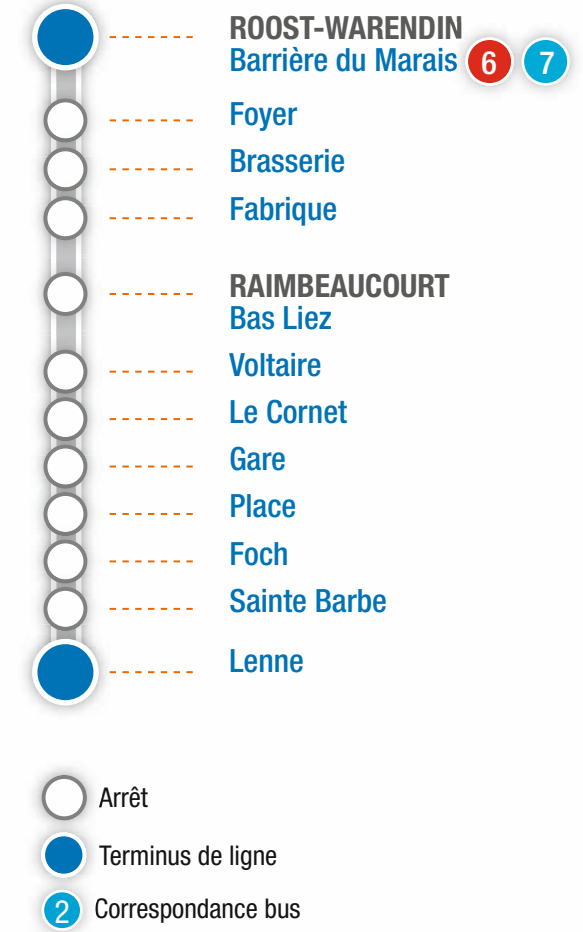 ROOST-WARENDIN
Barrière du Marais 6 7
Foyer
Brasserie
Fabrique
RAIMBEAUCOURT
Bas Liez
Voltaire
Le Cornet
Gare
Place
Foch
Sainte Barbe
Lenne
Arrêt
Terminus de ligne
2 Correspondance bus